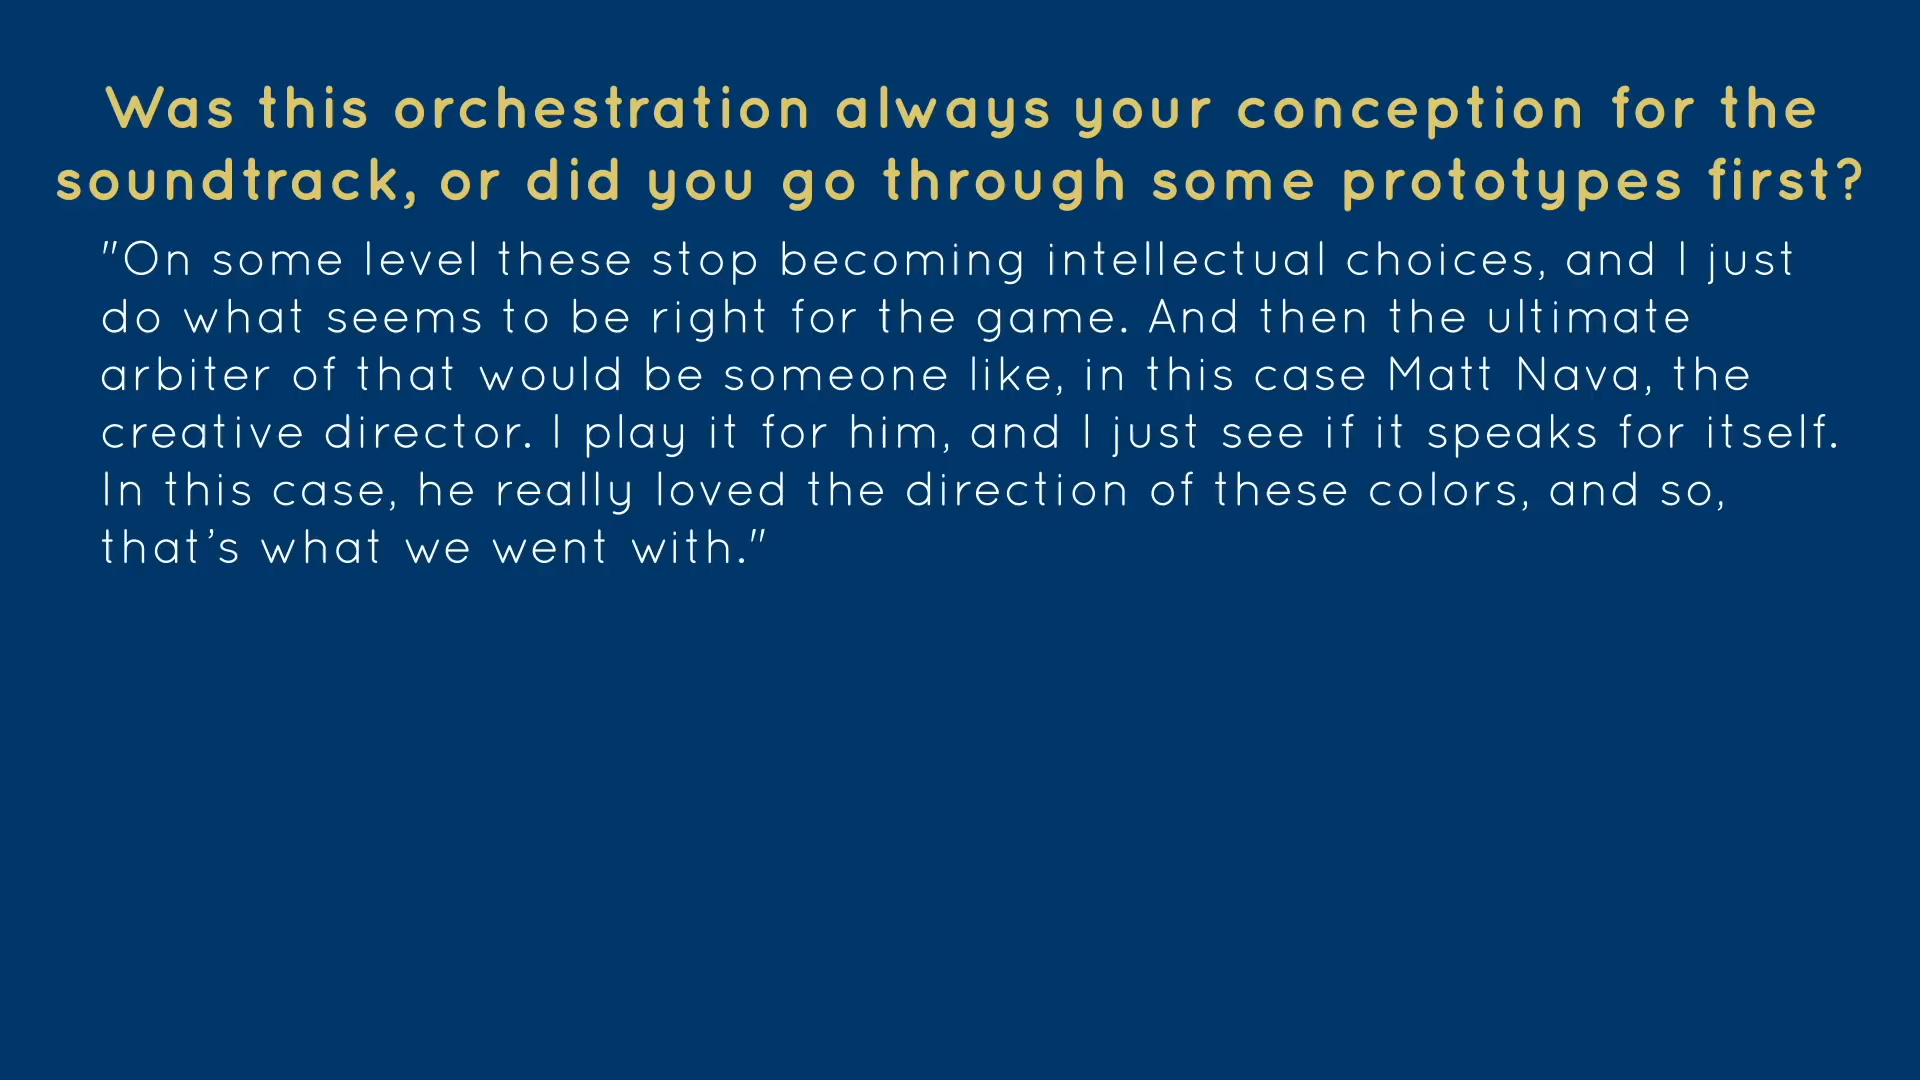 Was this orchestration always your conception for the
soundtrack, or did you go through some prototypes first?
"On some level these stop becoming intellectual choices, and I just
do what seems to be right for the game. And then the ultimate
arbiter of that would be someone like, in this case Matt Nava, the
creative director. I play it for him, and I just see if it speaks for itself.
In this case, he really loved the direction of these colors, and so,
that’s what we went with."